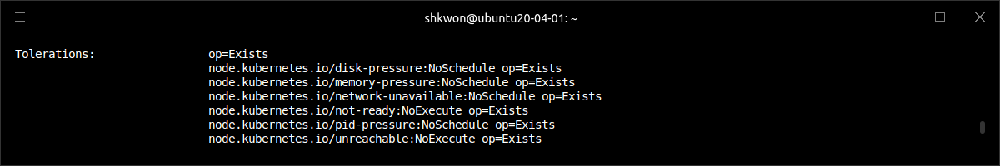 shkwon@ubuntu20-04-01: ~
Tolerations: op=Exists
node.kubernetes.io/disk-pressure:NoSchedule op=Exists
node.kubernetes.io/memory-pressure:NoSchedule op=Exists
node.kubernetes.io/network-unavailable:NoSchedule op=Exists
node.kubernetes.io/not-ready:NoExecute op=Exists
node.kubernetes.io/pid-pressure:NoSchedule op=Exists
node.kubernetes.io/unreachable:NoExecute op=Exists